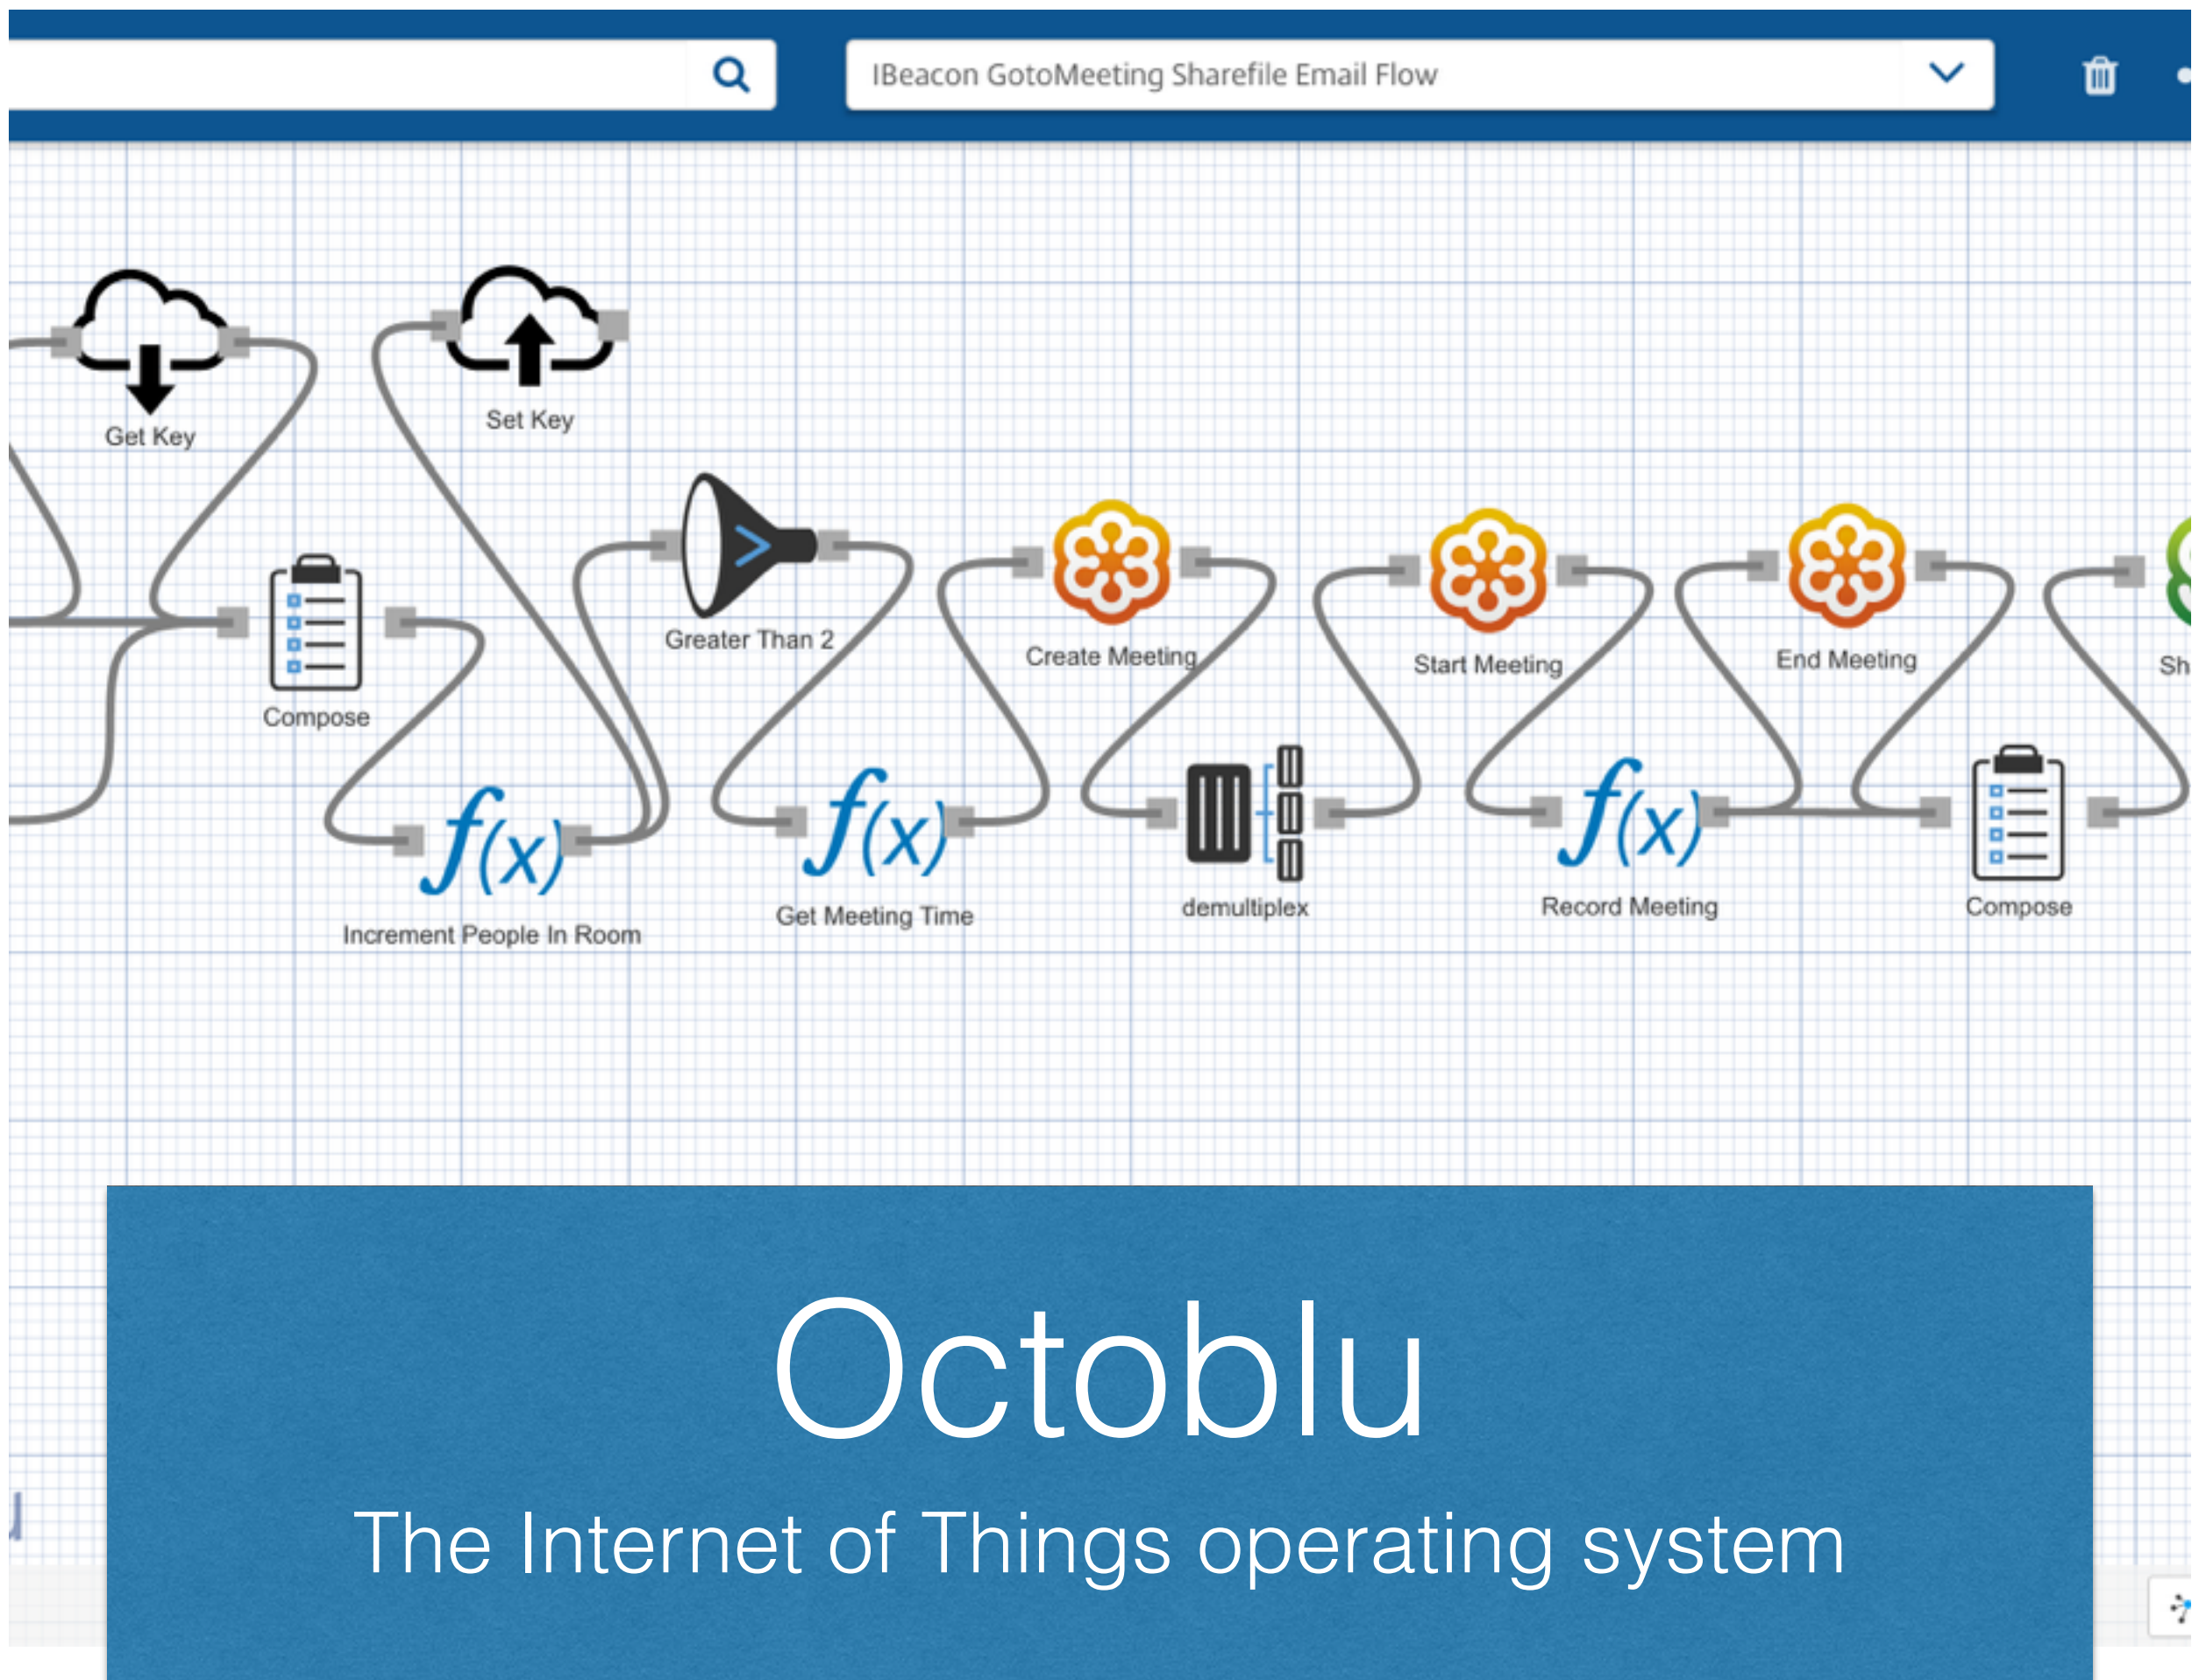 IBeacon GotoMeeting Sharefile Email Flow
Get Key
Set Key
Greater Than 2
Create Meeting
Start Meeting
End Meeting
Sh
Compose
f(x)
f(x)
f(x)
Increment People In Room
Get Meeting Time
demultiplex
Record Meeting
Compose
Octoblu
The Internet of Things operating system